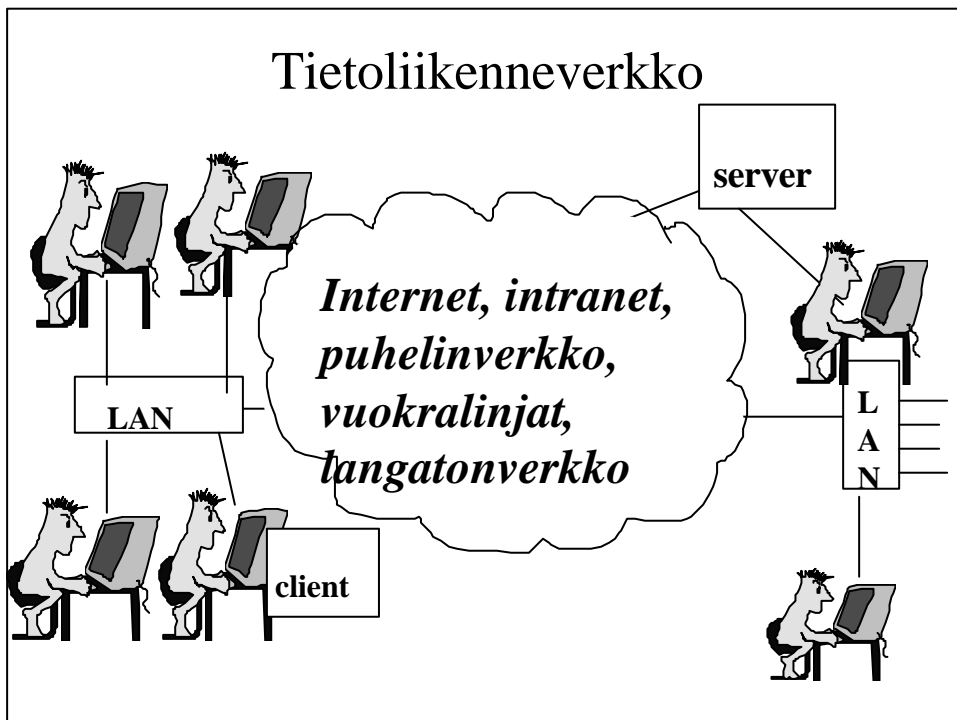 Tietoliikenneverkko
server
Internet, intranet,
puhelinverkko,
vuokralinjat,
langatonverkko
LAN
L
A
N
client